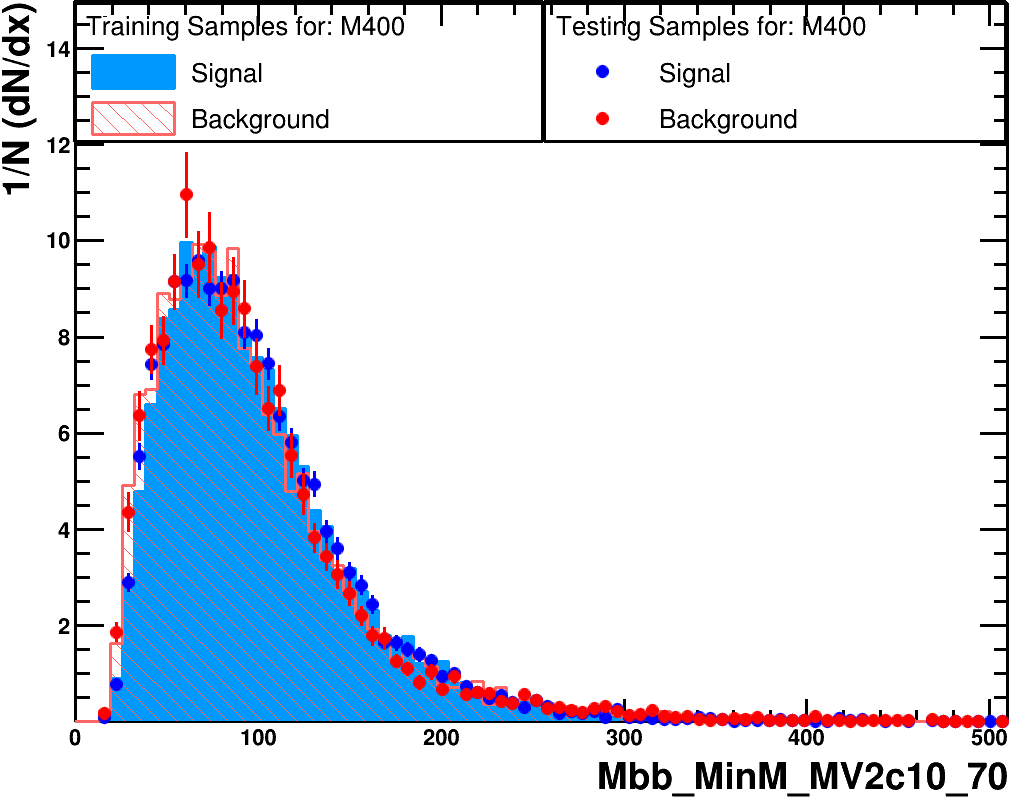 Training Samples for: M400
Signal
Background
Testing Samples for: M400
Signal
Background
1/N (dN/dx)
14
12
10
8
6
4
2
0 100 200 300 400 500
Mbb_MinM_MV2c10_70